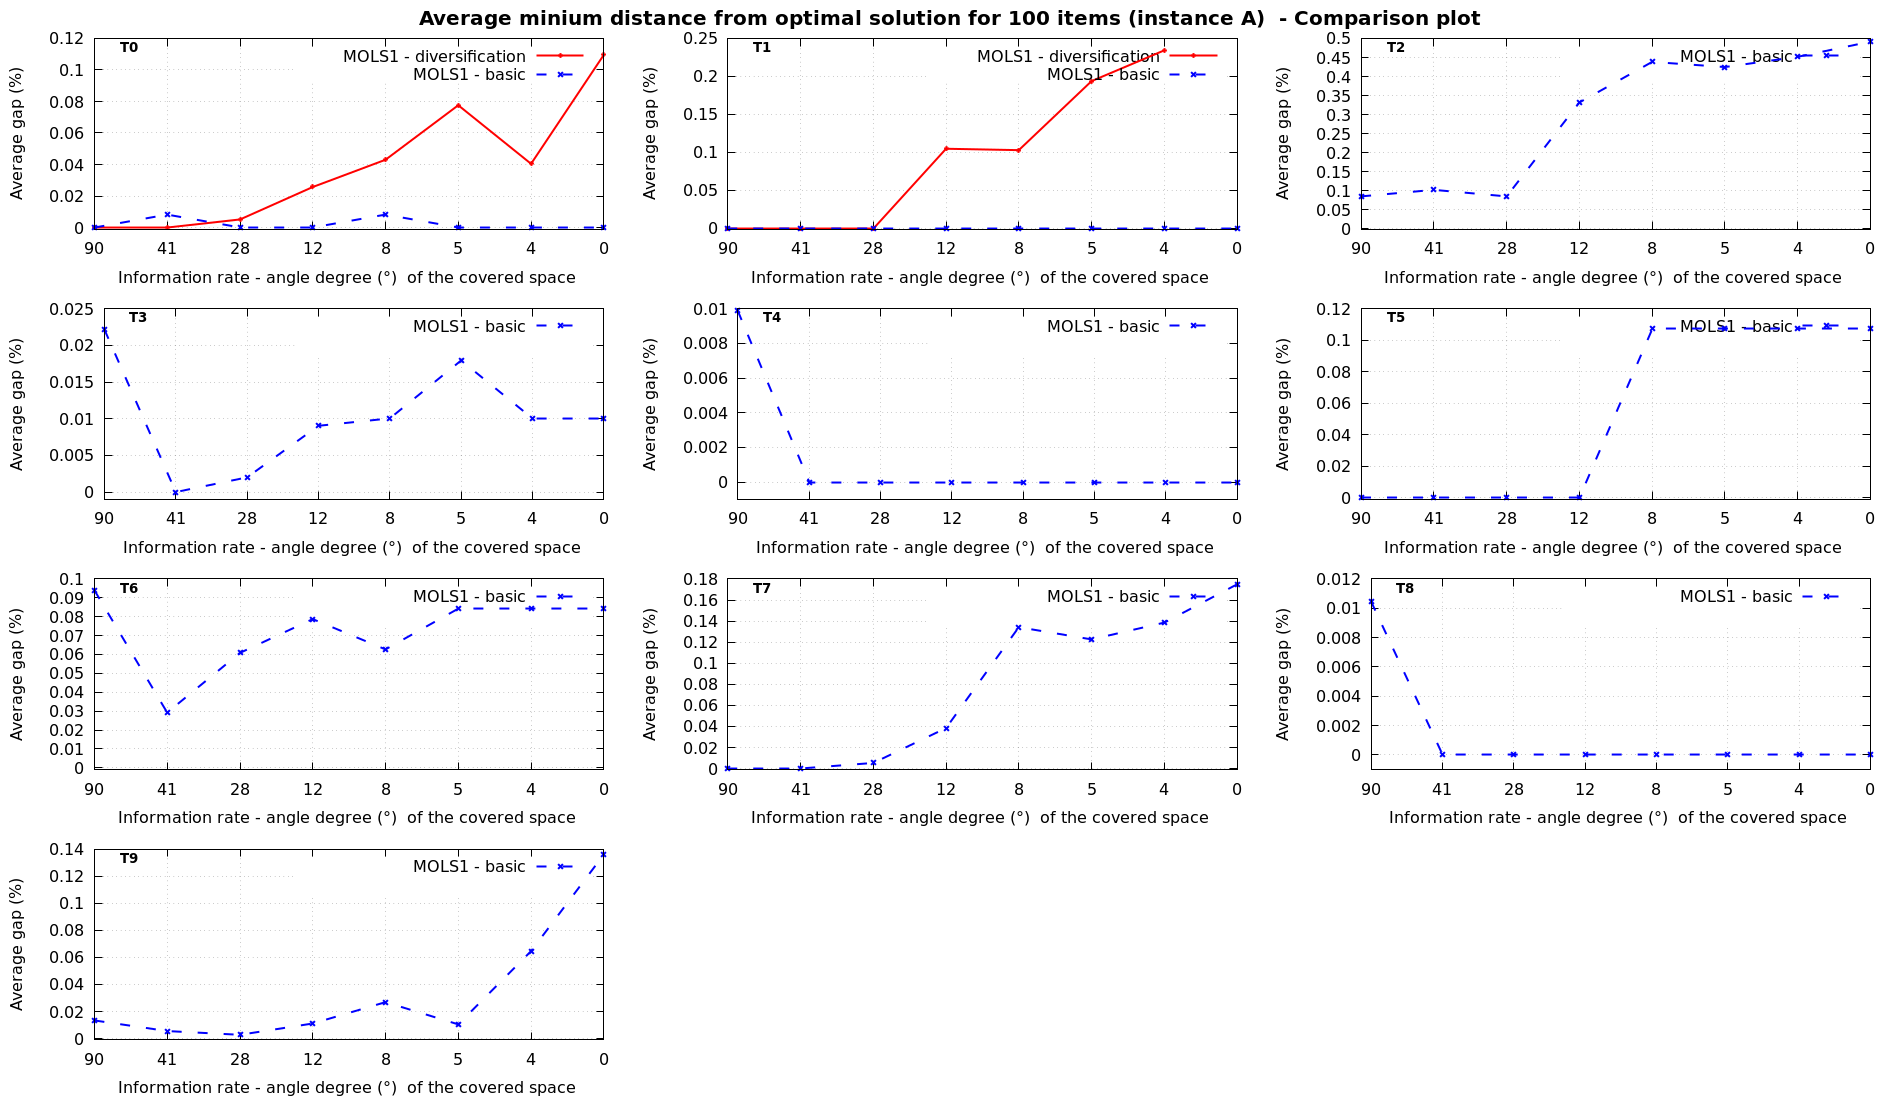 Average minium distance from optimal solution for 100 items (instance A)  - Comparison plot
T0
MOLS1 - diversification
MOLS1 - basic
Average gap (%)
0.12
0.1
0.08
0.06
0.04
0.02
0
90 41 28 12 8 5 4 0
Information rate - angle degree (°)  of the covered space
T1
MOLS1 - diversification
MOLS1 - basic
Average gap (%)
0.25
0.2
0.15
0.1
0.05
0
90 41 28 12 8 5 4 0
Information rate - angle degree (°)  of the covered space
T2
MOLS1 - basic
Average gap (%)
0.5
0.45
0.4
0.35
0.3
0.25
0.2
0.15
0.1
0.05
0
90 41 28 12 8 5 4 0
Information rate - angle degree (°)  of the covered space
T3
MOLS1 - basic
Average gap (%)
0.025
0.02
0.015
0.01
0.005
0
90 41 28 12 8 5 4 0
Information rate - angle degree (°)  of the covered space
T4
MOLS1 - basic
Average gap (%)
0.01
0.008
0.006
0.004
0.002
0
90 41 28 12 8 5 4 0
Information rate - angle degree (°)  of the covered space
T5
MOLS1 - basic
Average gap (%)
0.12
0.1
0.08
0.06
0.04
0.02
0
90 41 28 12 8 5 4 0
Information rate - angle degree (°)  of the covered space
T6
MOLS1 - basic
Average gap (%)
0.1
0.09
0.08
0.07
0.06
0.05
0.04
0.03
0.02
0.01
0
90 41 28 12 8 5 4 0
Information rate - angle degree (°)  of the covered space
T7
MOLS1 - basic
Average gap (%)
0.18
0.16
0.14
0.12
0.1
0.08
0.06
0.04
0.02
0
90 41 28 12 8 5 4 0
Information rate - angle degree (°)  of the covered space
T8
MOLS1 - basic
Average gap (%)
0.012
0.01
0.008
0.006
0.004
0.002
0
90 41 28 12 8 5 4 0
Information rate - angle degree (°)  of the covered space
T9
MOLS1 - basic
Average gap (%)
0.14
0.12
0.1
0.08
0.06
0.04
0.02
0
90 41 28 12 8 5 4 0
Information rate - angle degree (°)  of the covered space